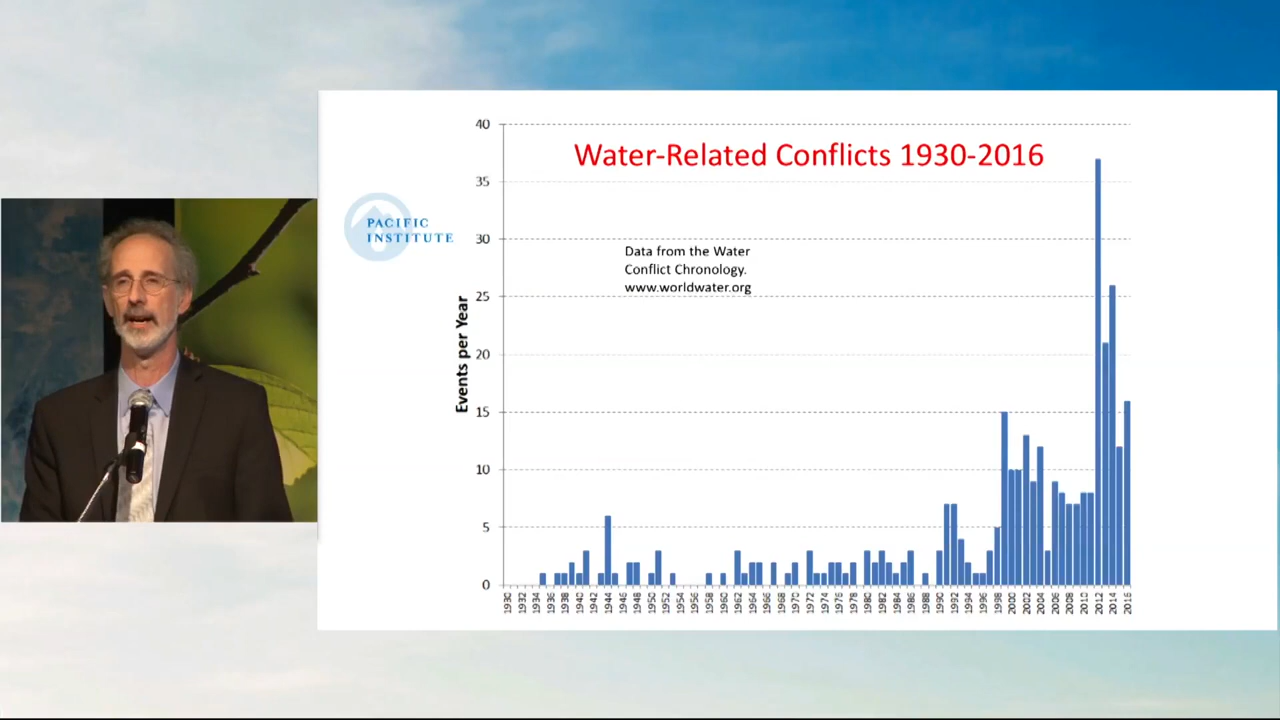 Water-Related Conflicts 1930-2016
PACIFIC
INSTITUTE
Data from the Water
Conflict Chronology.
www.worldwater.org
Events per Year
40
35
30
25
20
15
10
5
0
1930 1932 1934 1936 1938 1940 1942 1944 1946 1948 1950 1952 1954 1956 1958 1960 1962 1964 1966 1968 1970 1972 1974 1976 1978 1980 1982 1984 1986 1988 1990 1992 1994 1996 1998 2000 2002 2004 2006 2008 2010 2012 2014 2016